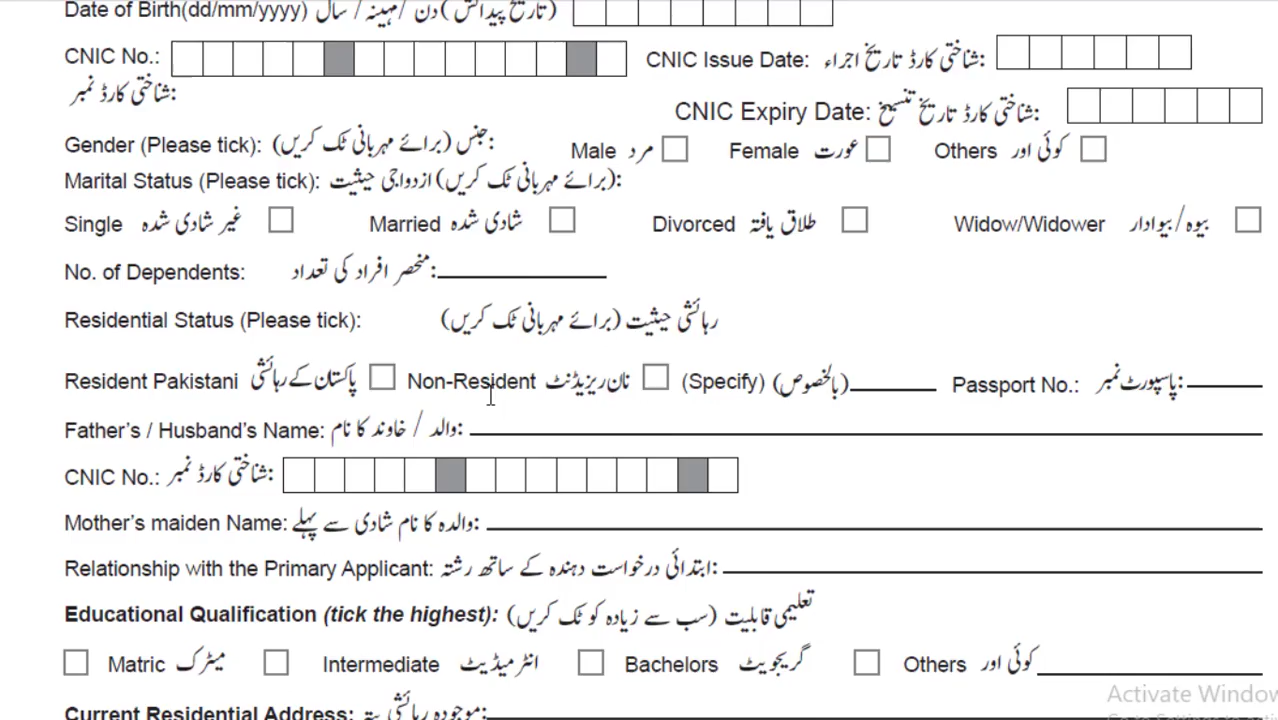 Date of Birth(dd/mm/yyyy) تاریخ پیدائش ( دن / مہینہ / سال )
CNIC No.: CNIC Issue Date: شناختی کارڈ تاریخ اجراء:
شناختی کارڈ نمبر:
CNIC Expiry Date: شناختی کارڈ تاریخ تنسیخ:
Gender (Please tick): جنس (برائے مہربانی ٹک کریں): Male مرد Female عورت Others کوئی اور
Marital Status (Please tick): ازدواجی حیثیت (برائے مہربانی ٹک کریں):
Single غیر شادی شدہ Married شادی شدہ Divorced طلاق یافتہ Widow/Widower بیوہ/بیوادار
No. of Dependents: منحصر افراد کی تعداد:
Residential Status (Please tick): رہائشی حیثیت (برائے مہربانی ٹک کریں)
Resident Pakistani پاکستان کے رہائشی Non-Resident نان ریزیڈنٹ (Specify) (بالخصوص) Passport No.: پاسپورٹ نمبر:
Father's / Husband's Name: والد / خاوند کا نام:
CNIC No.: شناختی کارڈ نمبر:
Mother's maiden Name: والدہ کا نام شادی سے پہلے:
Relationship with the Primary Applicant: ابتدائی درخواست دہندہ کے ساتھ رشتہ:
Educational Qualification (tick the highest): تعلیمی قابلیت (سب سے زیادہ کو ٹک کریں)
Matric میٹرک Intermediate انٹرمیڈیٹ Bachelors گریجویٹ Others کوئی اور
Current Residential Address: موجودہ رہائشی پتہ:
Activate Window